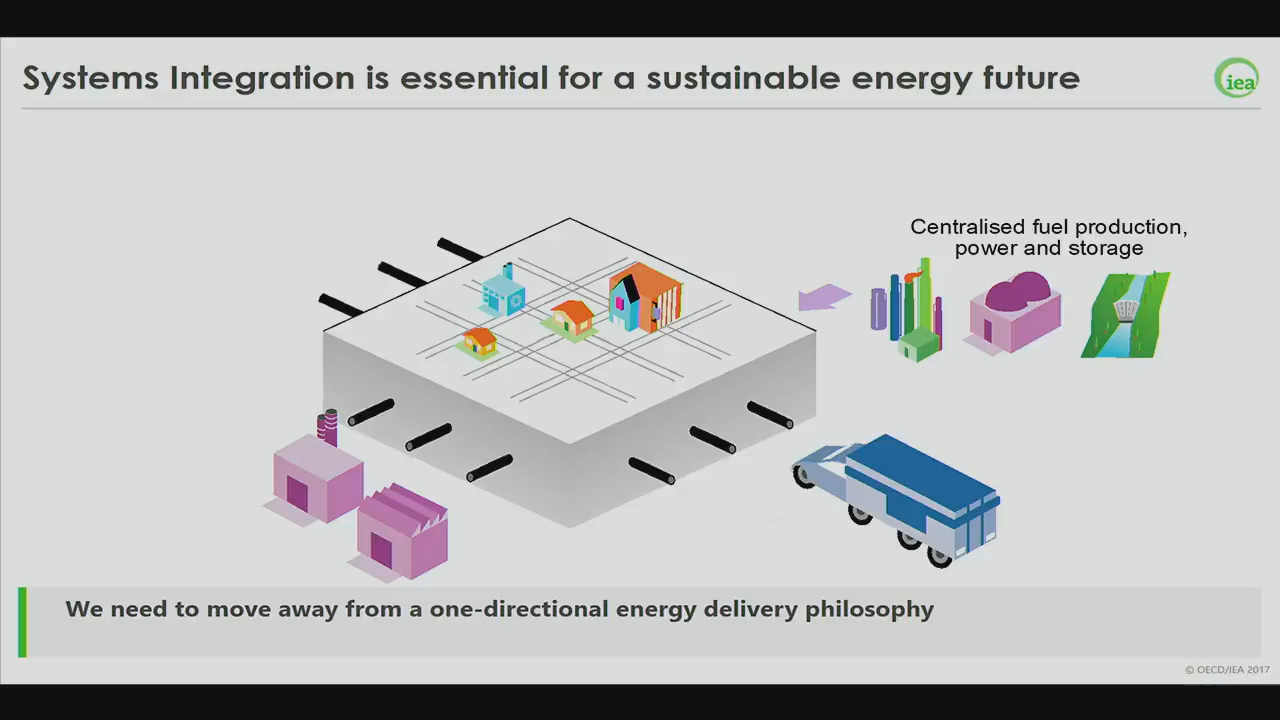 Systems Integration is essential for a sustainable energy future
iea
Centralised fuel production,
power and storage
We need to move away from a one-directional energy delivery philosophy
© OECD/IEA 2017